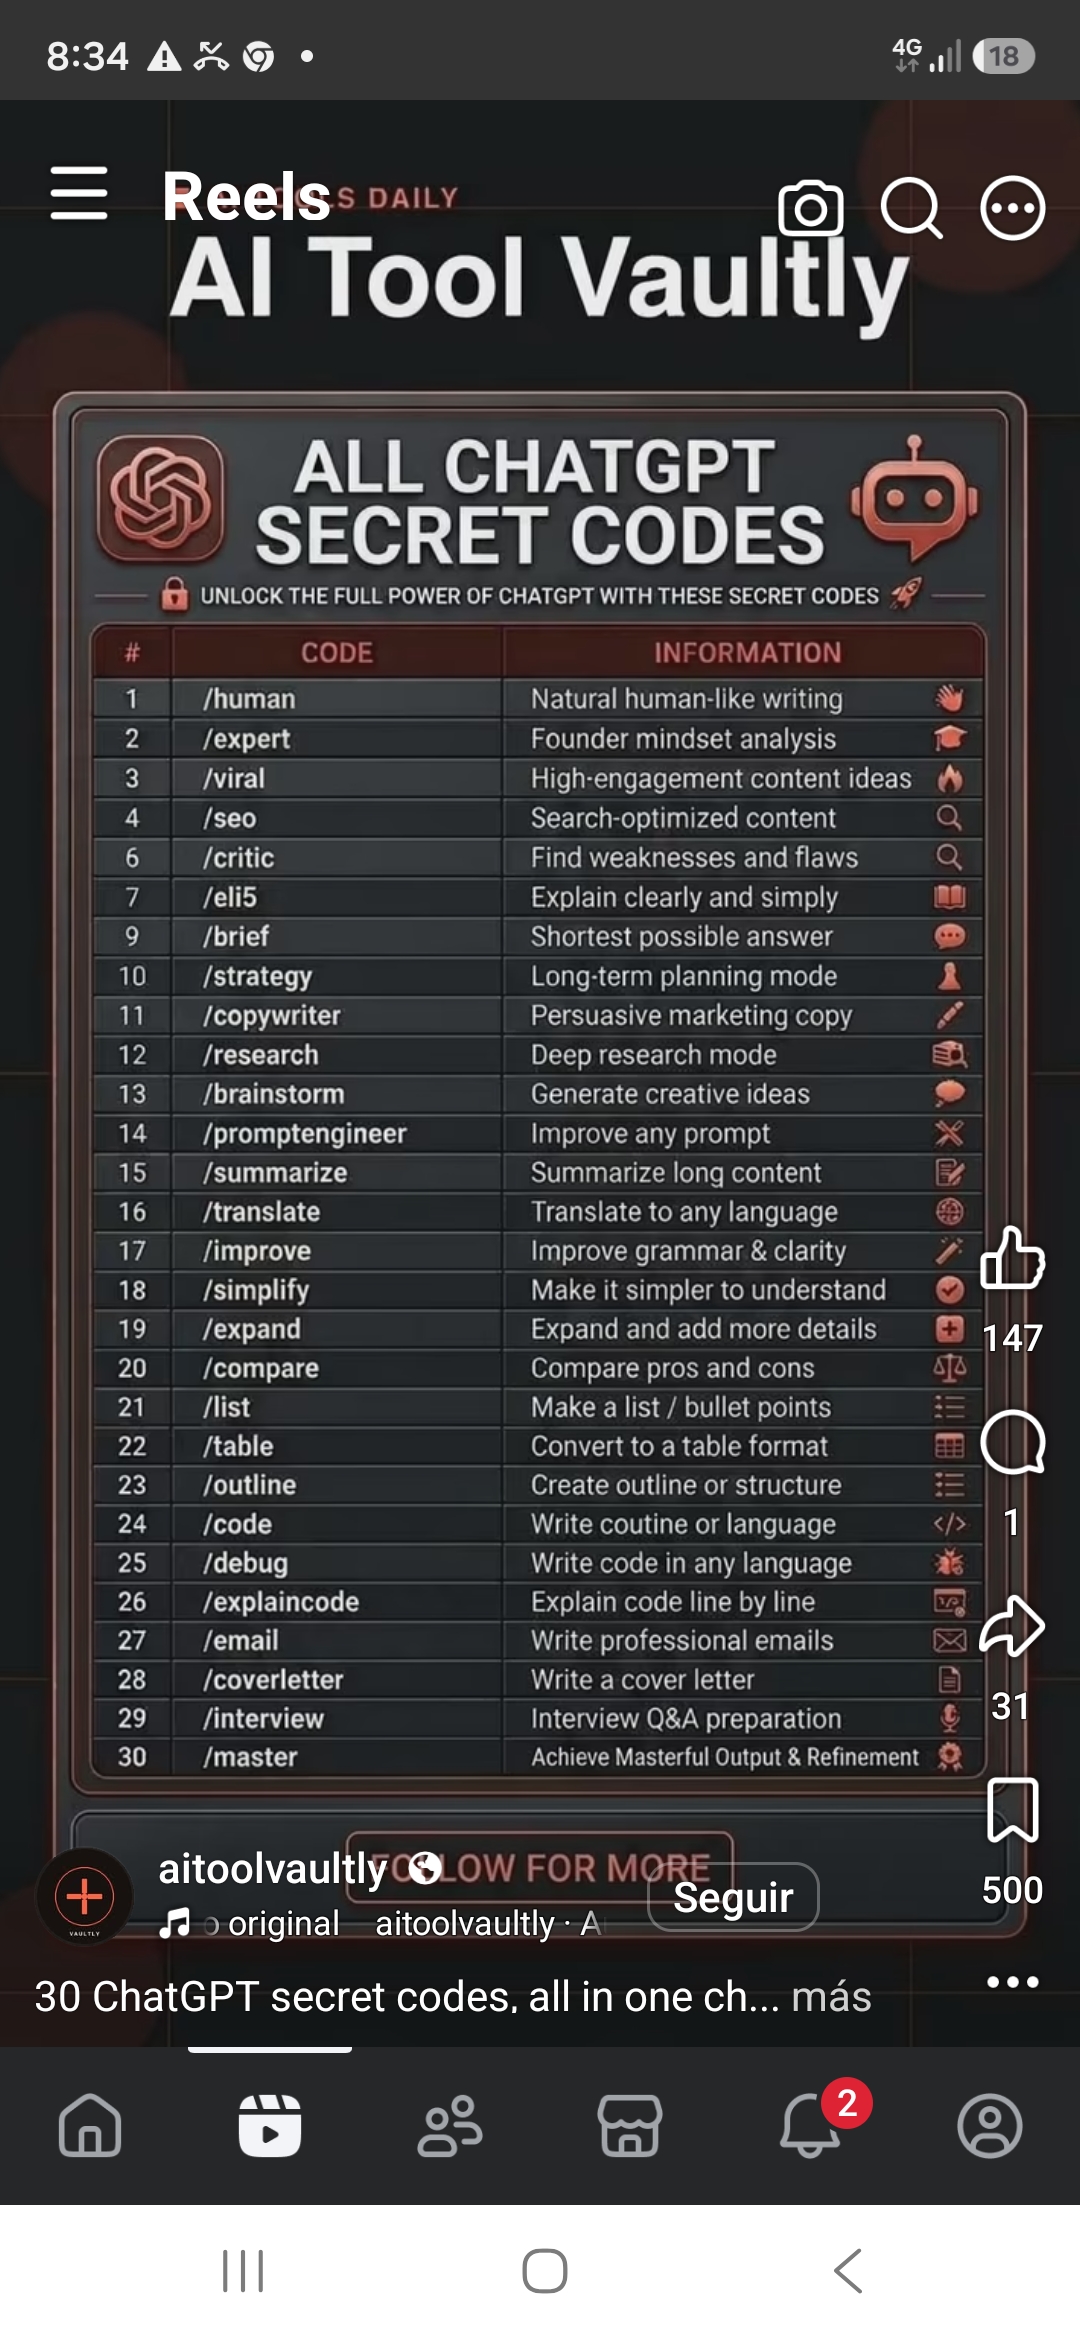 8:34
4G
18
Reels
LS DAILY
AI Tool Vaultly
ALL CHATGPT
SECRET CODES
UNLOCK THE FULL POWER OF CHATGPT WITH THESE SECRET CODES
# CODE INFORMATION
1 /human Natural human-like writing
2 /expert Founder mindset analysis
3 /viral High-engagement content ideas
4 /seo Search-optimized content
6 /critic Find weaknesses and flaws
7 /eli5 Explain clearly and simply
9 /brief Shortest possible answer
10 /strategy Long-term planning mode
11 /copywriter Persuasive marketing copy
12 /research Deep research mode
13 /brainstorm Generate creative ideas
14 /promptengineer Improve any prompt
15 /summarize Summarize long content
16 /translate Translate to any language
17 /improve Improve grammar & clarity
18 /simplify Make it simpler to understand
19 /expand Expand and add more details
147
20 /compare Compare pros and cons
21 /list Make a list / bullet points
22 /table Convert to a table format
23 /outline Create outline or structure
24 /code Write coutine or language </>
1
25 /debug Write code in any language
26 /explaincode Explain code line by line
27 /email Write professional emails
28 /coverletter Write a cover letter
31
29 /interview Interview Q&A preparation
30 /master Achieve Masterful Output & Refinement
FOLLOW FOR MORE
aitoolvaultly
Seguir
500
VAULTLY
o original aitoolvaultly · A
30 ChatGPT secret codes, all in one ch... más
2